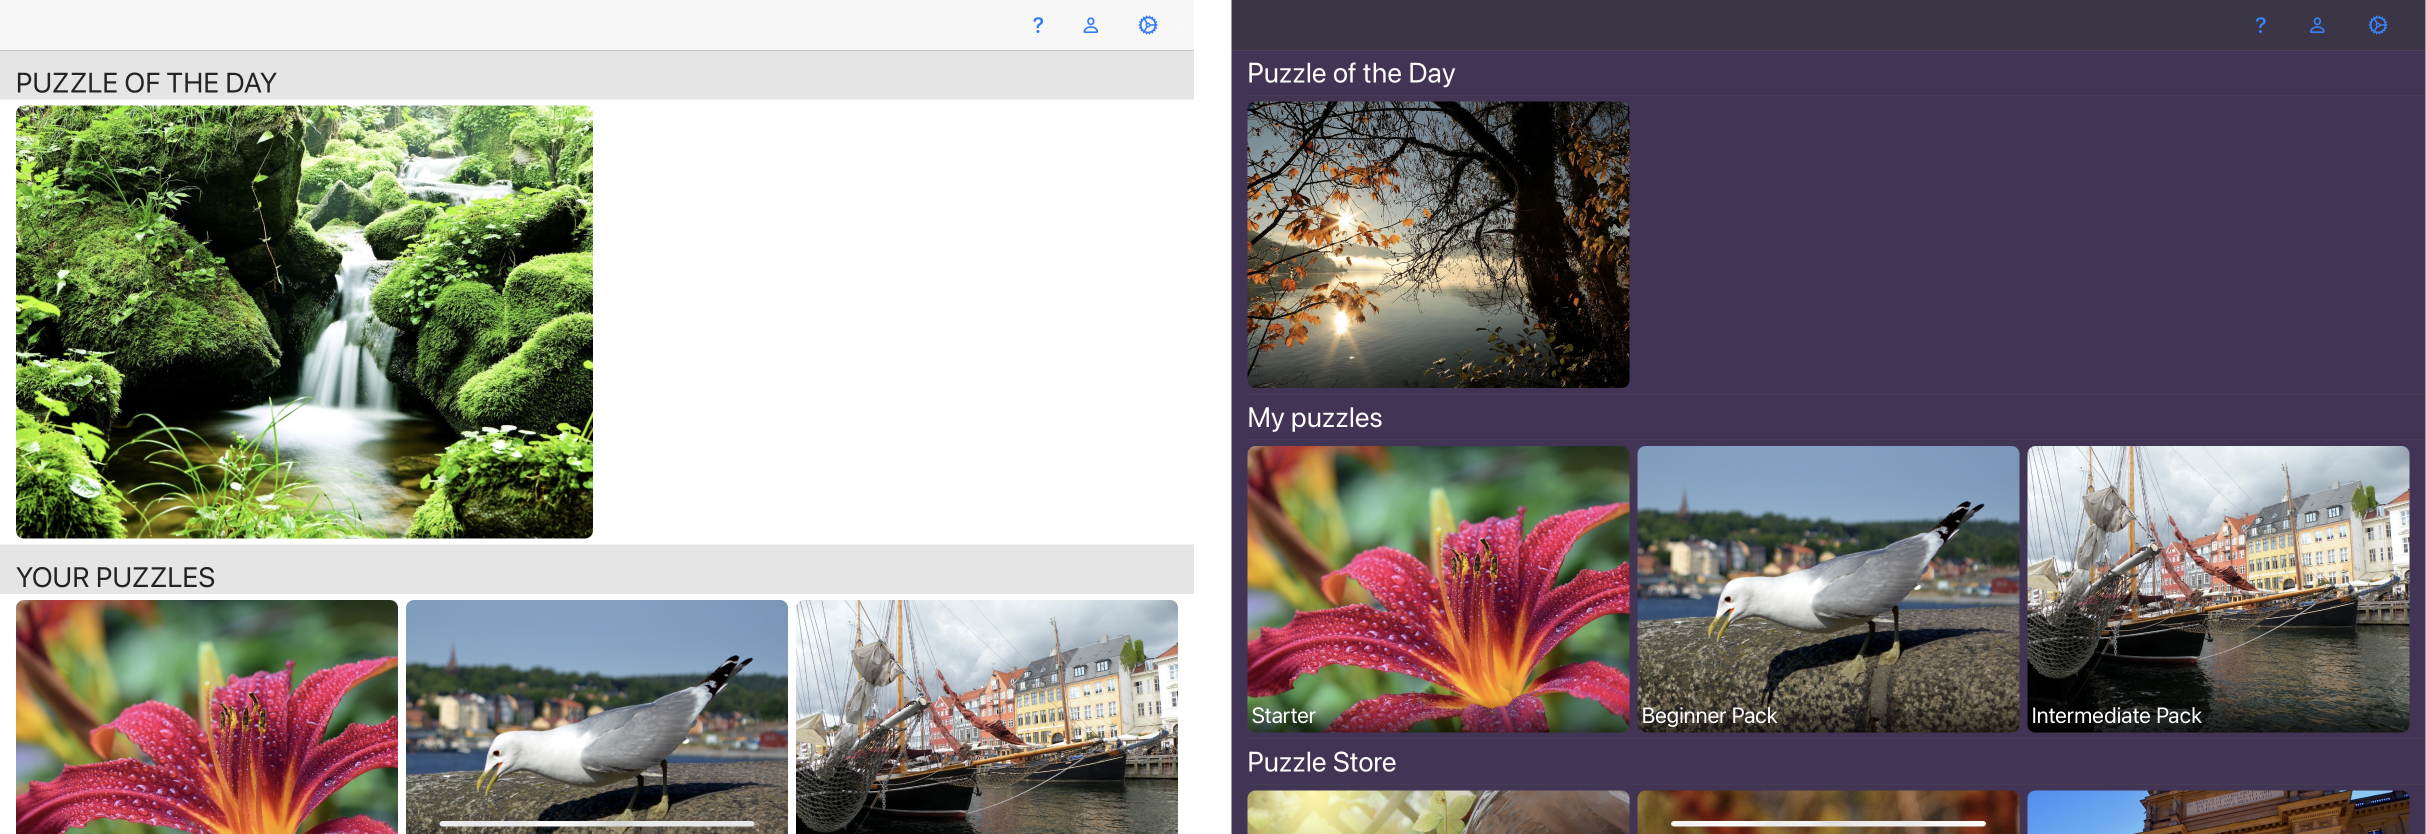 ?
PUZZLE OF THE DAY
YOUR PUZZLES
?
Puzzle of the Day
My puzzles
Starter
Beginner Pack
Intermediate Pack
Puzzle Store